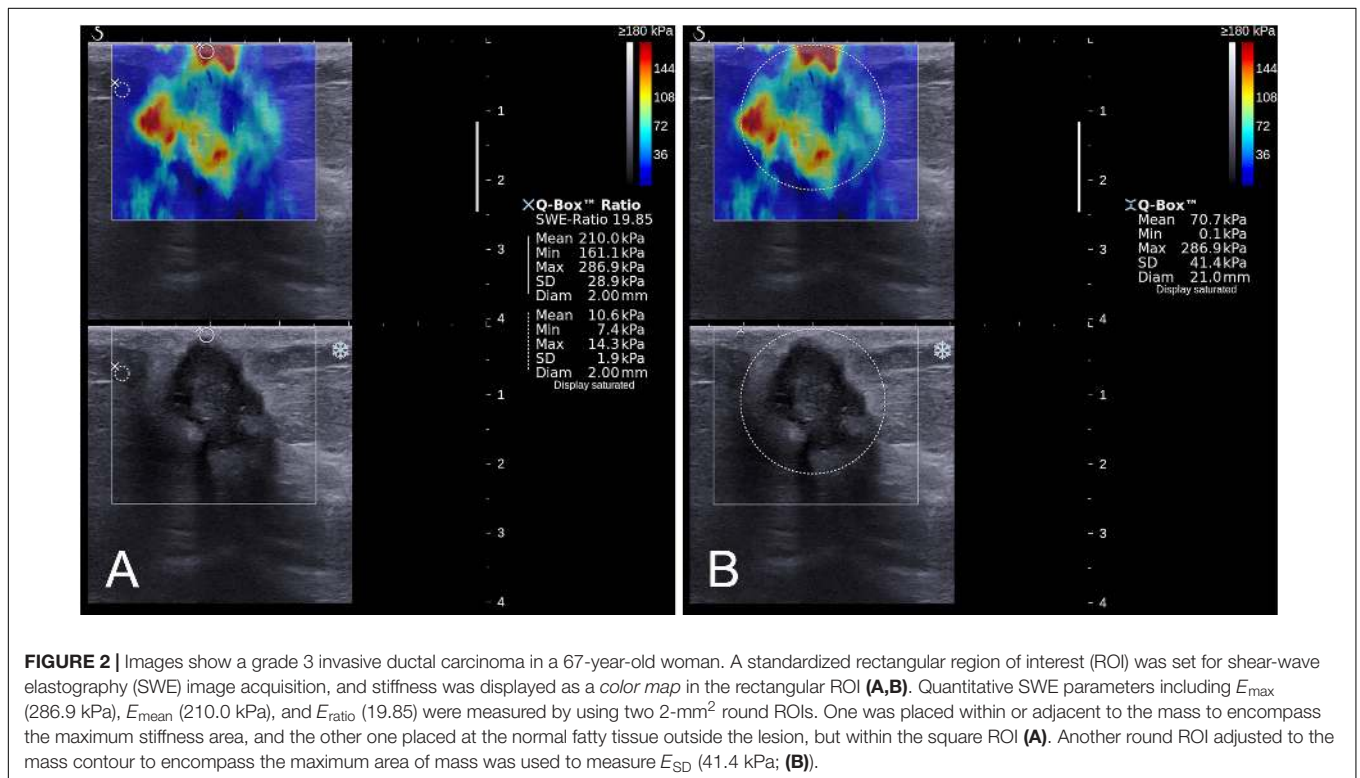 ≥180 kPa
144
108
72
36
1
2
3
4
1
2
3
4
Q-Box™ Ratio
SWE-Ratio 19.85
Mean 210.0 kPa
Min 161.1 kPa
Max 286.9 kPa
SD 28.9 kPa
Diam 2.00 mm
Mean 10.6 kPa
Min 7.4 kPa
Max 14.3 kPa
SD 1.9 kPa
Diam 2.00 mm
Display saturated
A
≥180 kPa
144
108
72
36
1
2
3
4
1
2
3
4
Q-Box™
Mean 70.7 kPa
Min 0.1 kPa
Max 286.9 kPa
SD 41.4 kPa
Diam 21.0 mm
Display saturated
B
FIGURE 2 | Images show a grade 3 invasive ductal carcinoma in a 67-year-old woman. A standardized rectangular region of interest (ROI) was set for shear-wave
elastography (SWE) image acquisition, and stiffness was displayed as a color map in the rectangular ROI (A,B). Quantitative SWE parameters including Emax
(286.9 kPa), Emean (210.0 kPa), and Eratio (19.85) were measured by using two 2-mm² round ROIs. One was placed within or adjacent to the mass to encompass
the maximum stiffness area, and the other one placed at the normal fatty tissue outside the lesion, but within the square ROI (A). Another round ROI adjusted to the
mass contour to encompass the maximum area of mass was used to measure ESD (41.4 kPa; (B)).